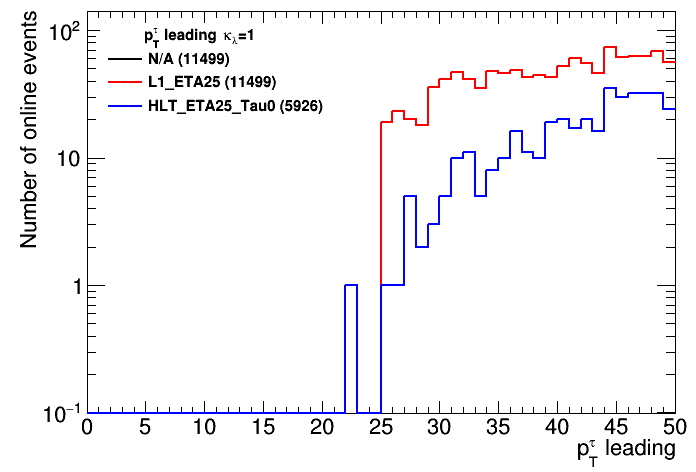 p_T^τ leading κ_λ=1
N/A (11499)
L1_ETA25 (11499)
HLT_ETA25_Tau0 (5926)
Number of online events
10²
10
1
10⁻¹
0 5 10 15 20 25 30 35 40 45 50
p_T^τ leading